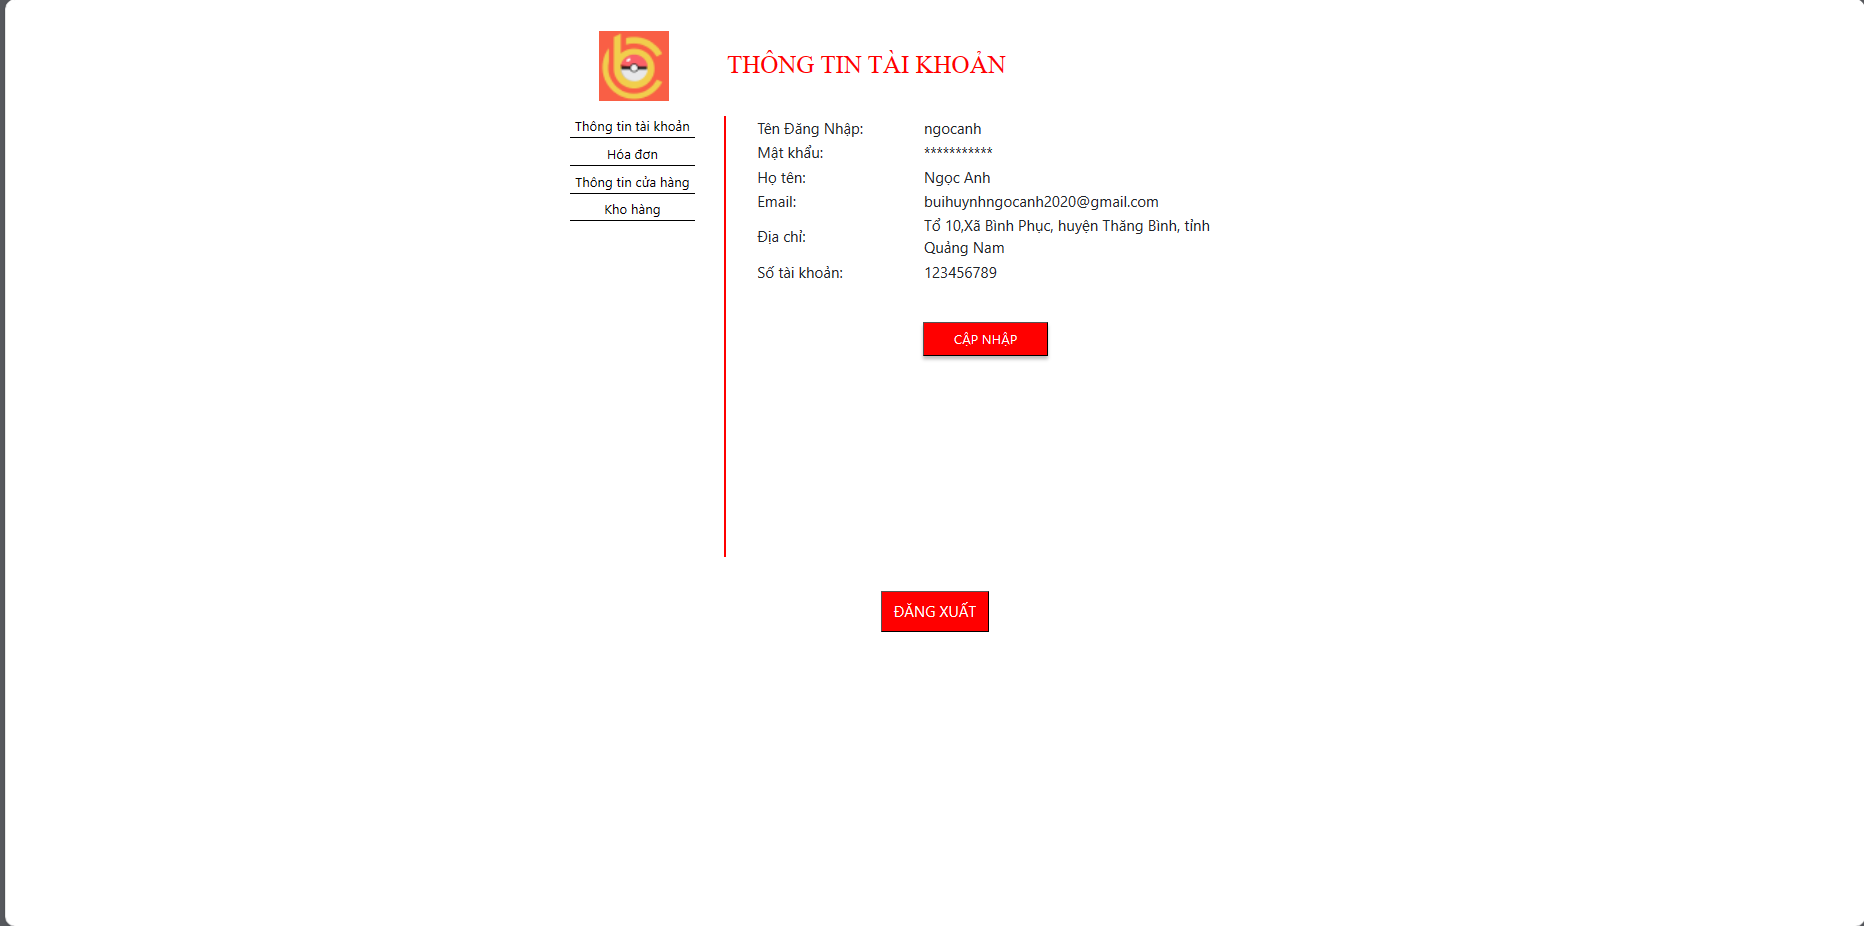 THÔNG TIN TÀI KHOẢN
Thông tin tài khoản
Hóa đơn
Thông tin cửa hàng
Kho hàng
Tên Đăng Nhập: ngocanh
Mật khẩu: ***********
Họ tên: Ngọc Anh
Email: buihuynhngocanh2020@gmail.com
Địa chỉ: Tổ 10,Xã Bình Phục, huyện Thăng Bình, tỉnh
Quảng Nam
Số tài khoản: 123456789
CẬP NHẬP
ĐĂNG XUẤT